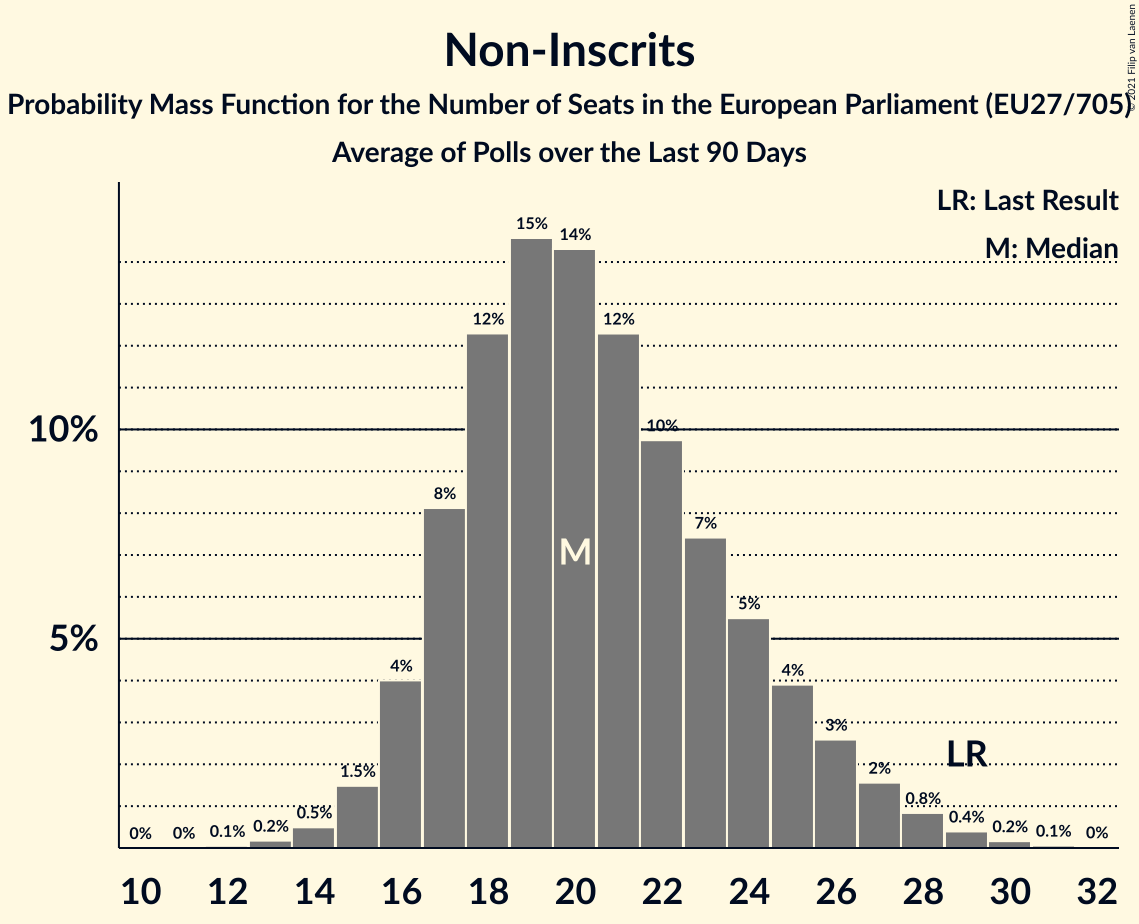 Non-Inscrits
© 2021 Filip van Laenen
Probability Mass Function for the Number of Seats in the European Parliament (EU27/705)
Average of Polls over the Last 90 Days
LR: Last Result
M: Median
15%
14%
12%
12%
10%
10%
8%
7%
M
5%
5%
4%
4%
3%
LR
2%
1.5%
0.8%
0.5%
0.4%
0% 0% 0.1% 0.2% 0.2% 0.1% 0%
10 12 14 16 18 20 22 24 26 28 30 32